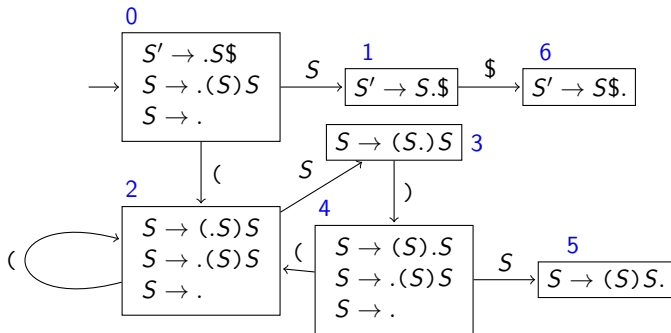 0
S′ → .S$
S → .(S)S
S → .
S
1
S′ → S.$
$
6
S′ → S$.
(
S
S → (S.)S
3
)
2
S → (.S)S
S → .(S)S
S → .
(
(
4
S → (S).S
S → .(S)S
S → .
S
5
S → (S)S.